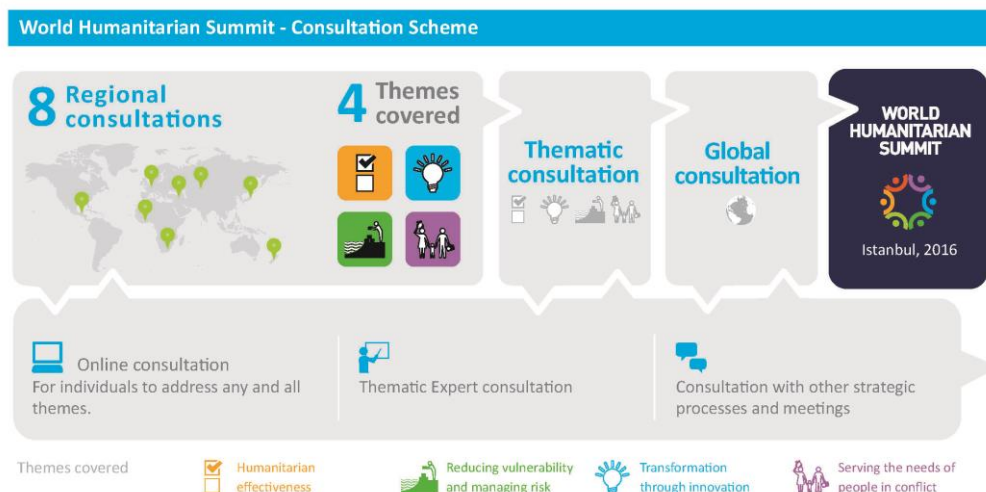 World Humanitarian Summit - Consultation Scheme
8 Regional
consultations
4 Themes
covered
Thematic
consultation
Global
consultation
WORLD
HUMANITARIAN
SUMMIT
Istanbul, 2016
Online consultation
For individuals to address any and all
themes.
Thematic Expert consultation
Consultation with other strategic
processes and meetings
Themes covered
Humanitarian
effectiveness
Reducing vulnerability
and managing risk
Transformation
through innovation
Serving the needs of
people in conflict